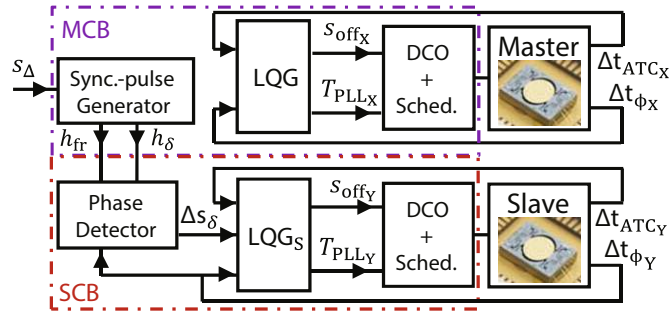 MCB
s_Δ
Sync.-pulse
Generator
h_fr
h_δ
LQG
s_off_X
T_PLL_X
DCO
+
Sched.
Master
Δt_ATC_X
Δt_ϕ_X
Phase
Detector
Δs_δ
LQG_S
s_off_Y
T_PLL_Y
DCO
+
Sched.
Slave
Δt_ATC_Y
Δt_ϕ_Y
SCB